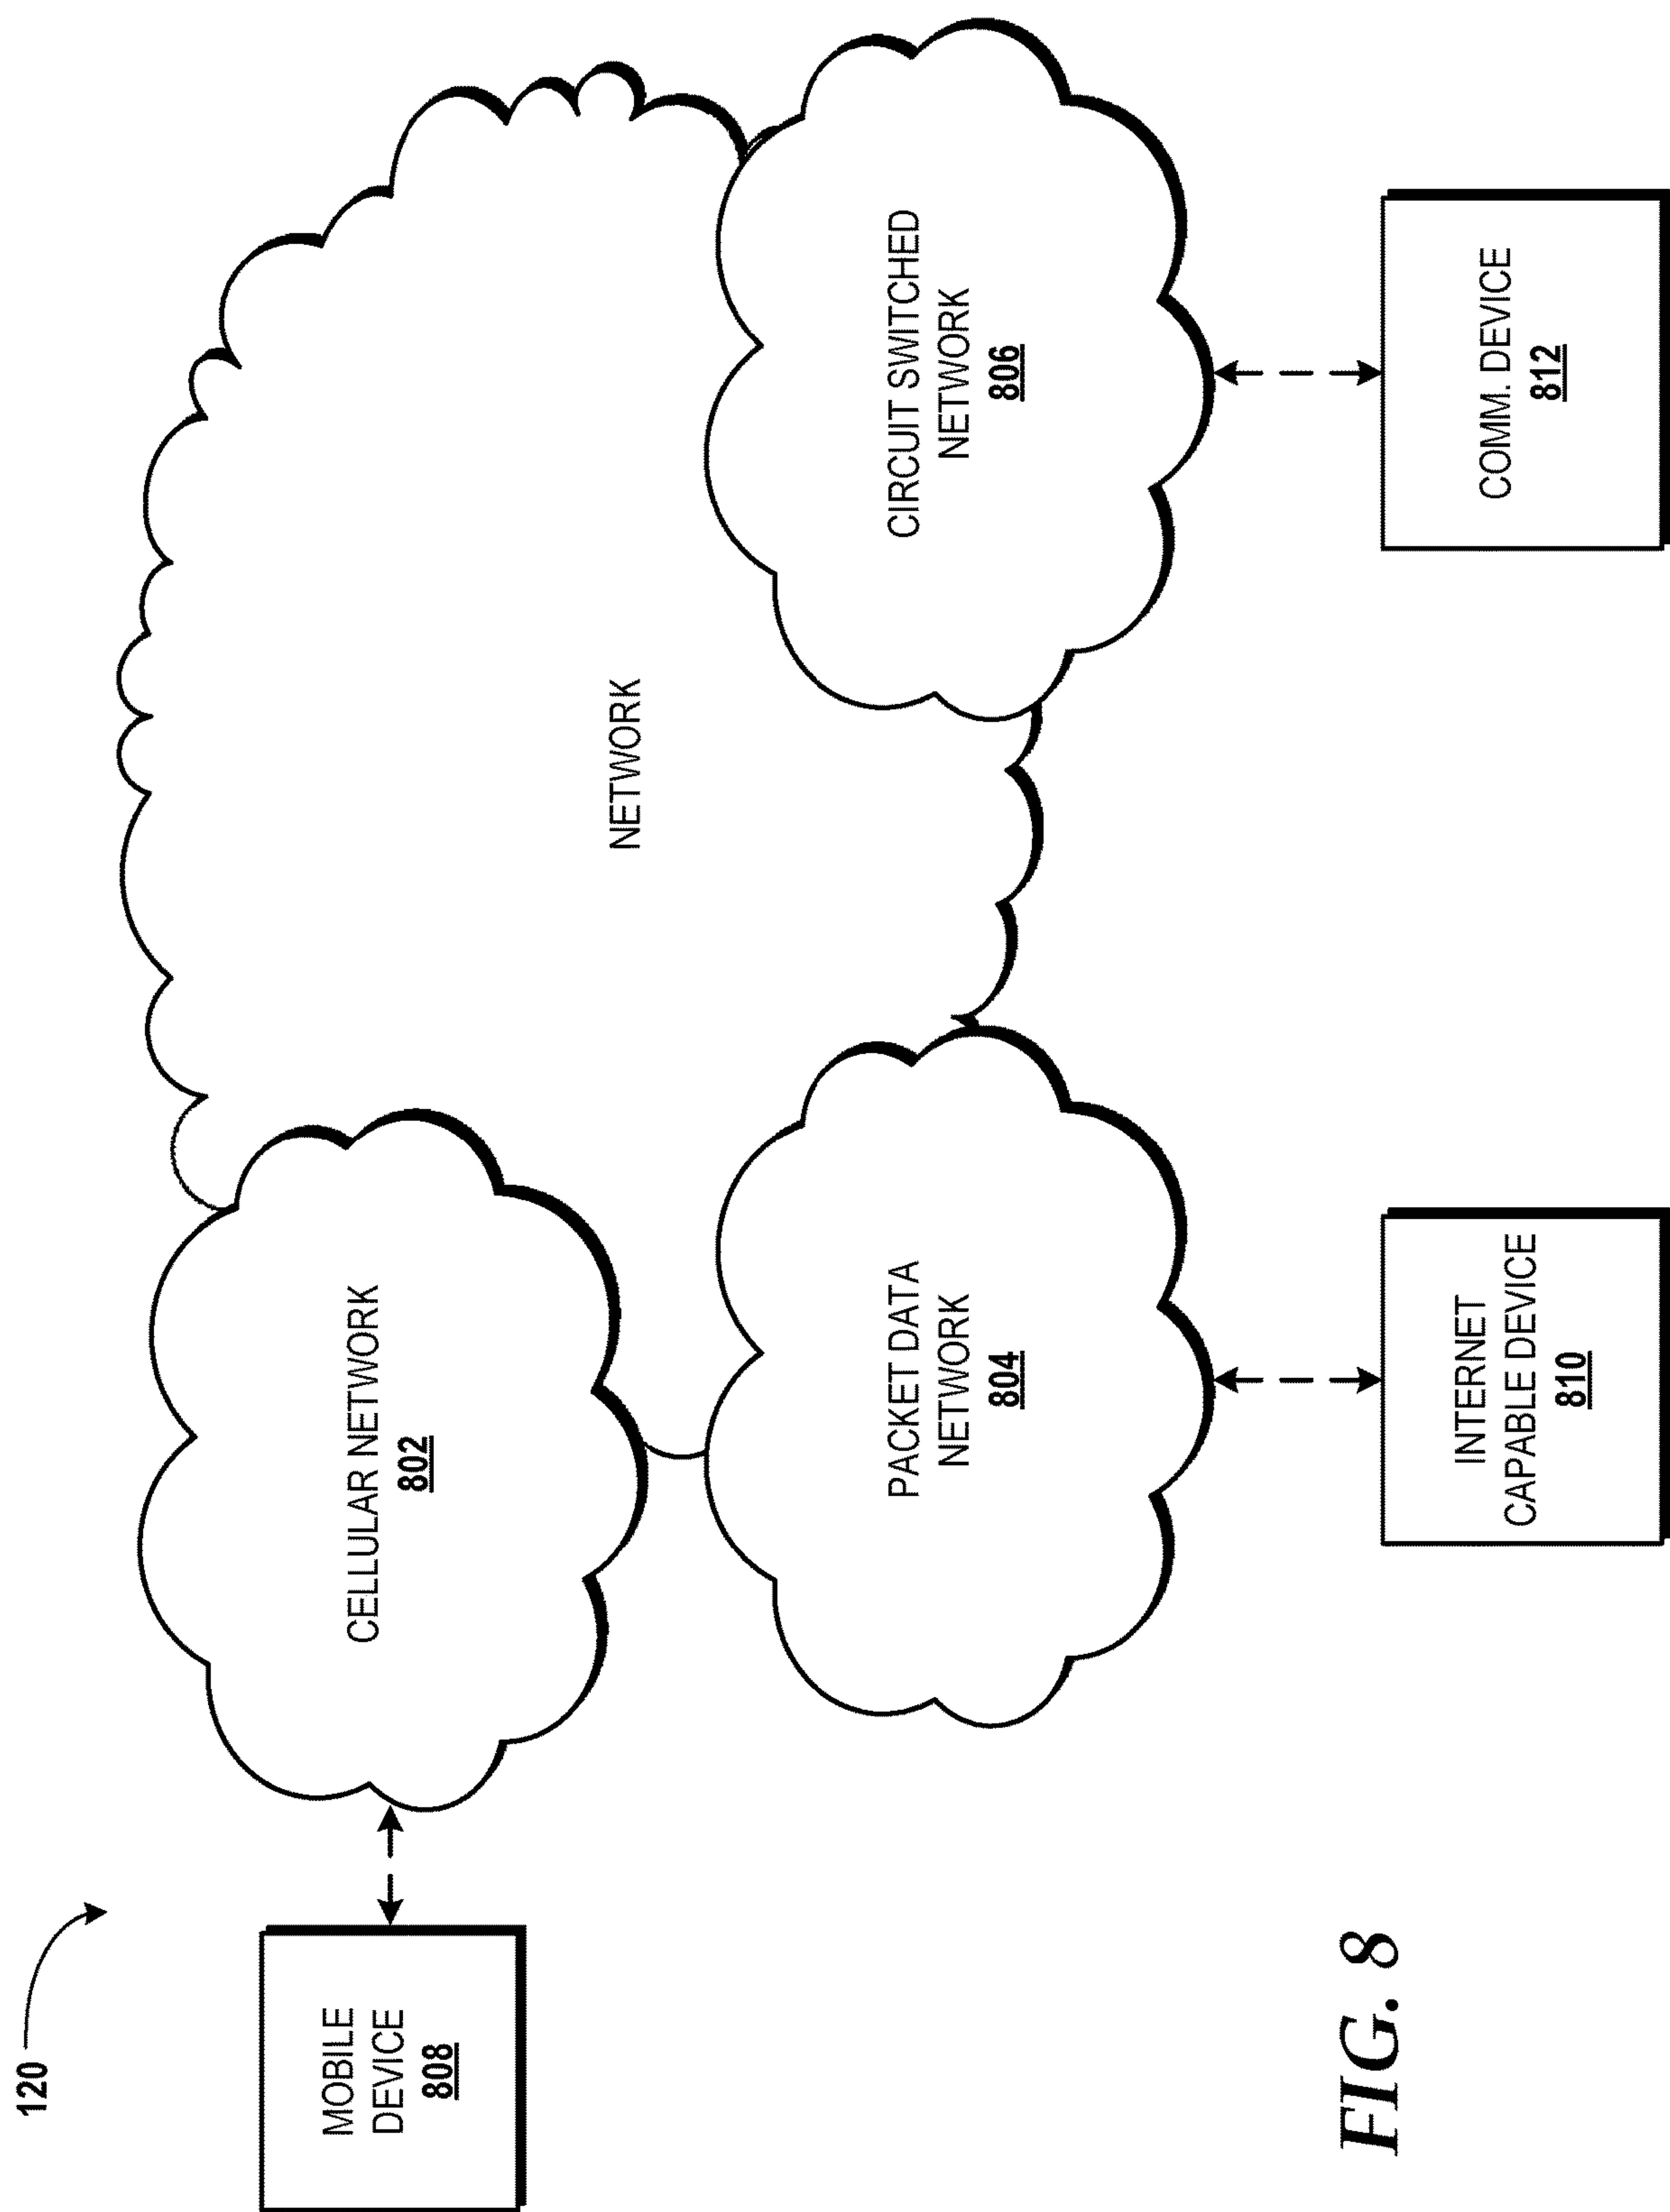 120
MOBILE
DEVICE
808
CELLULAR NETWORK
802
NETWORK
PACKET DATA
NETWORK
804
CIRCUIT SWITCHED
NETWORK
806
INTERNET
CAPABLE DEVICE
810
COMM. DEVICE
812
FIG. 8